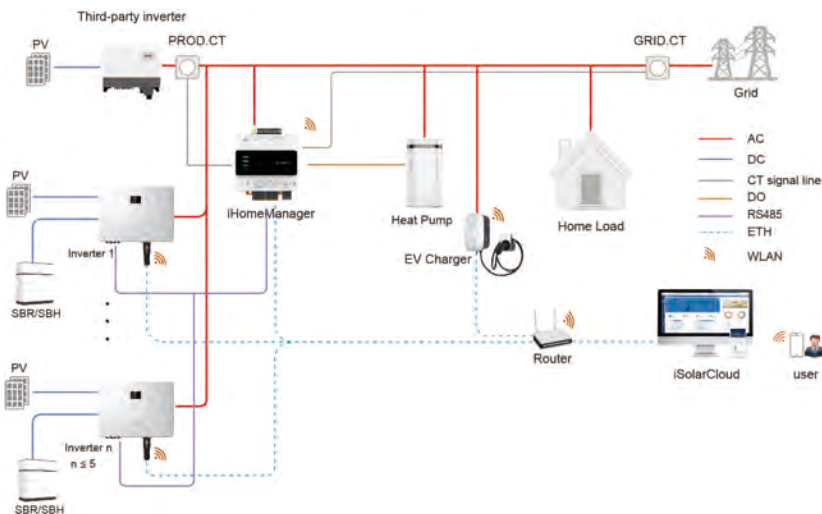 Third-party inverter
PV
PROD.CT
GRID.CT
Grid
AC
DC
CT signal line
DO
RS485
ETH
WLAN
PV
iHomeManager
Heat Pump
Home Load
EV Charger
Inverter 1
SBR/SBH
Router
iSolarCloud
user
PV
Inverter n
n ≤ 5
SBR/SBH